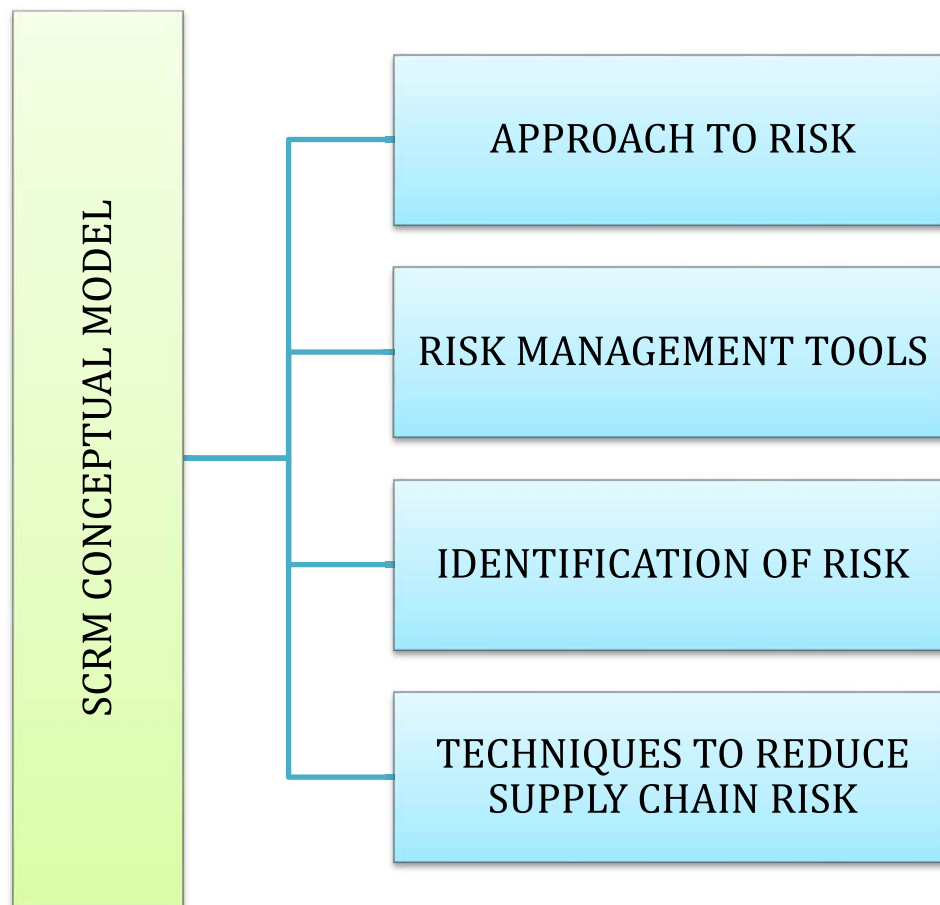 SCRM CONCEPTUAL MODEL
APPROACH TO RISK
RISK MANAGEMENT TOOLS
IDENTIFICATION OF RISK
TECHNIQUES TO REDUCE
SUPPLY CHAIN RISK